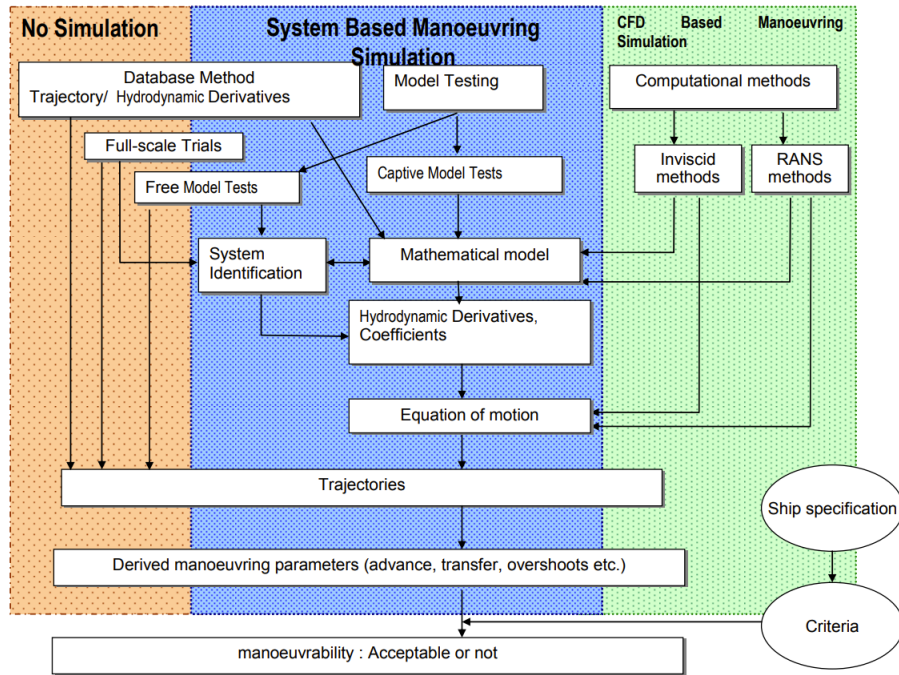 No Simulation
System Based Manoeuvring
Simulation
CFD Based Manoeuvring
Simulation
Database Method
Trajectory/ Hydrodynamic Derivatives
Model Testing
Computational methods
Full-scale Trials
Free Model Tests
Captive Model Tests
Inviscid
methods
RANS
methods
System
Identification
Mathematical model
Hydrodynamic Derivatives,
Coefficients
Equation of motion
Trajectories
Ship specification
Derived manoeuvring parameters (advance, transfer, overshoots etc.)
Criteria
manoeuvrability : Acceptable or not